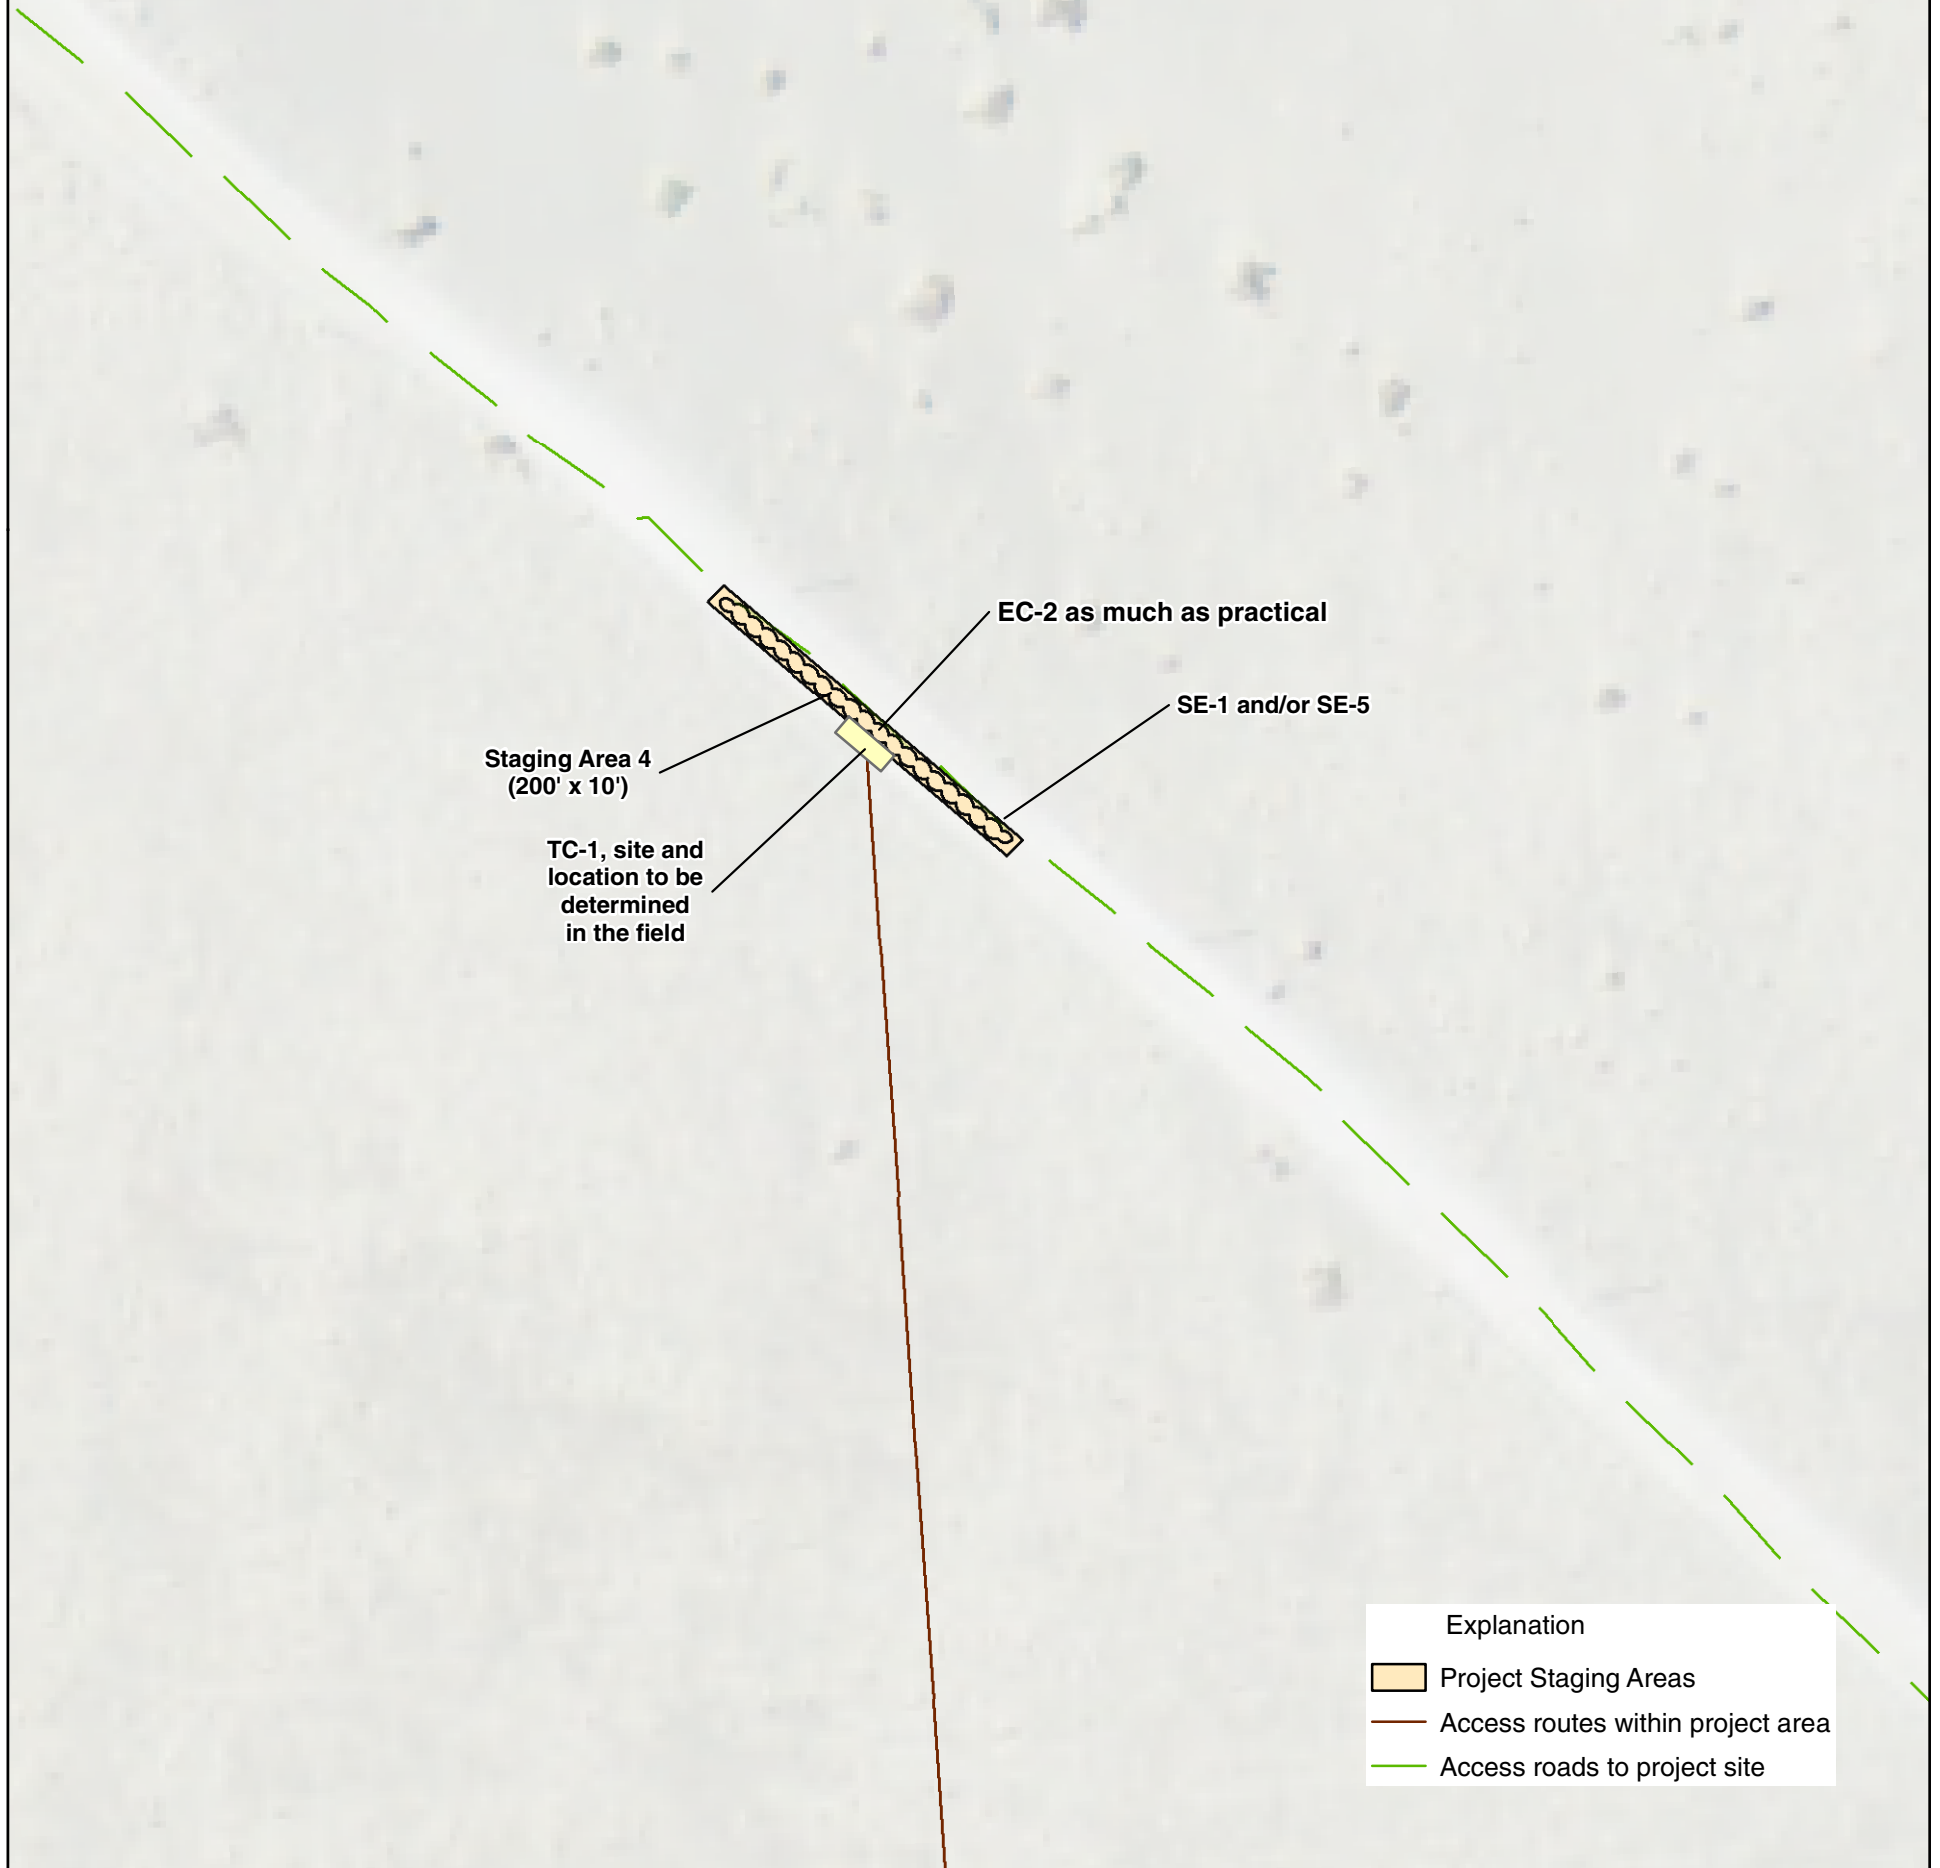 EC-2 as much as practical
SE-1 and/or SE-5
Staging Area 4
(200' x 10')
TC-1, site and
location to be
determined
in the field
Explanation
Project Staging Areas
Access routes within project area
Access roads to project site